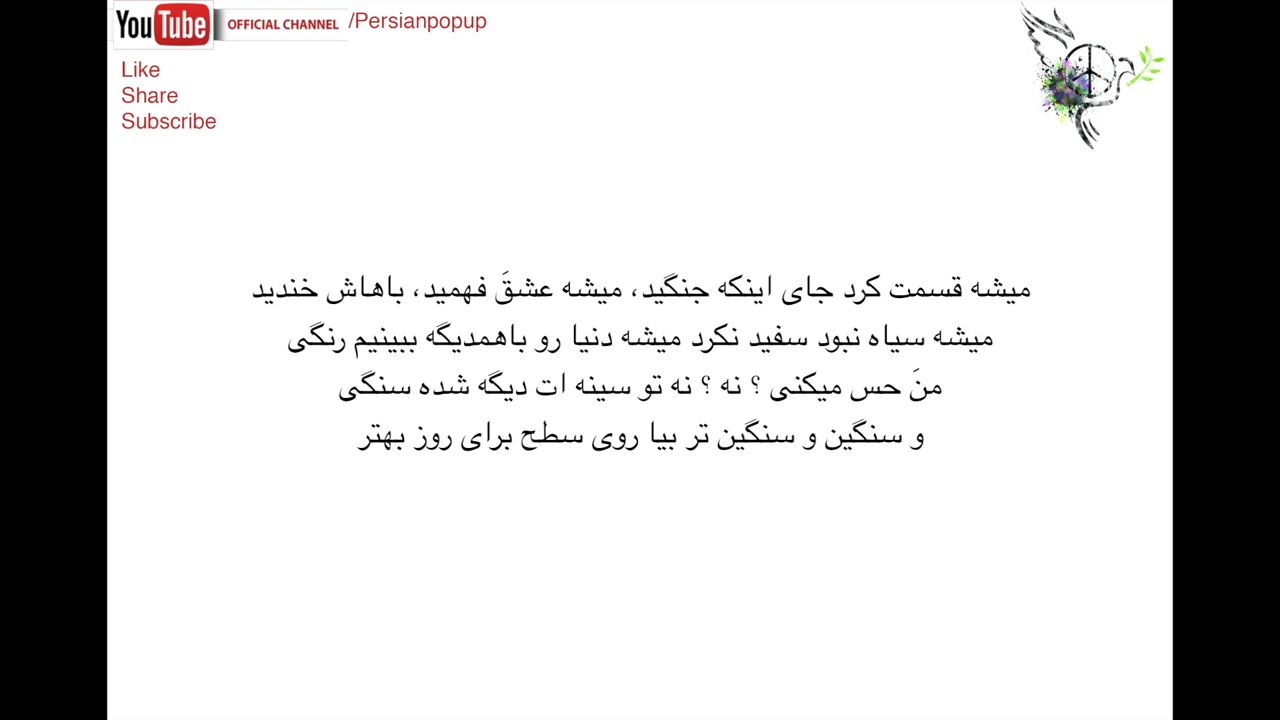 YouTube OFFICIAL CHANNEL /Persianpopup
Like
Share
Subscribe
میشه قسمت کرد جای اینکه جنگید، میشه عشقَ فهمید، باهاش خندید
میشه سیاه نبود سفید نکرد میشه دنیا رو باهمدیگه ببینیم رنگی
منَ حس میکنی ؟ نه ؟ نه تو سینه ات دیگه شده سنگی
و سنگین و سنگین تر بیا روی سطح برای روز بهتر